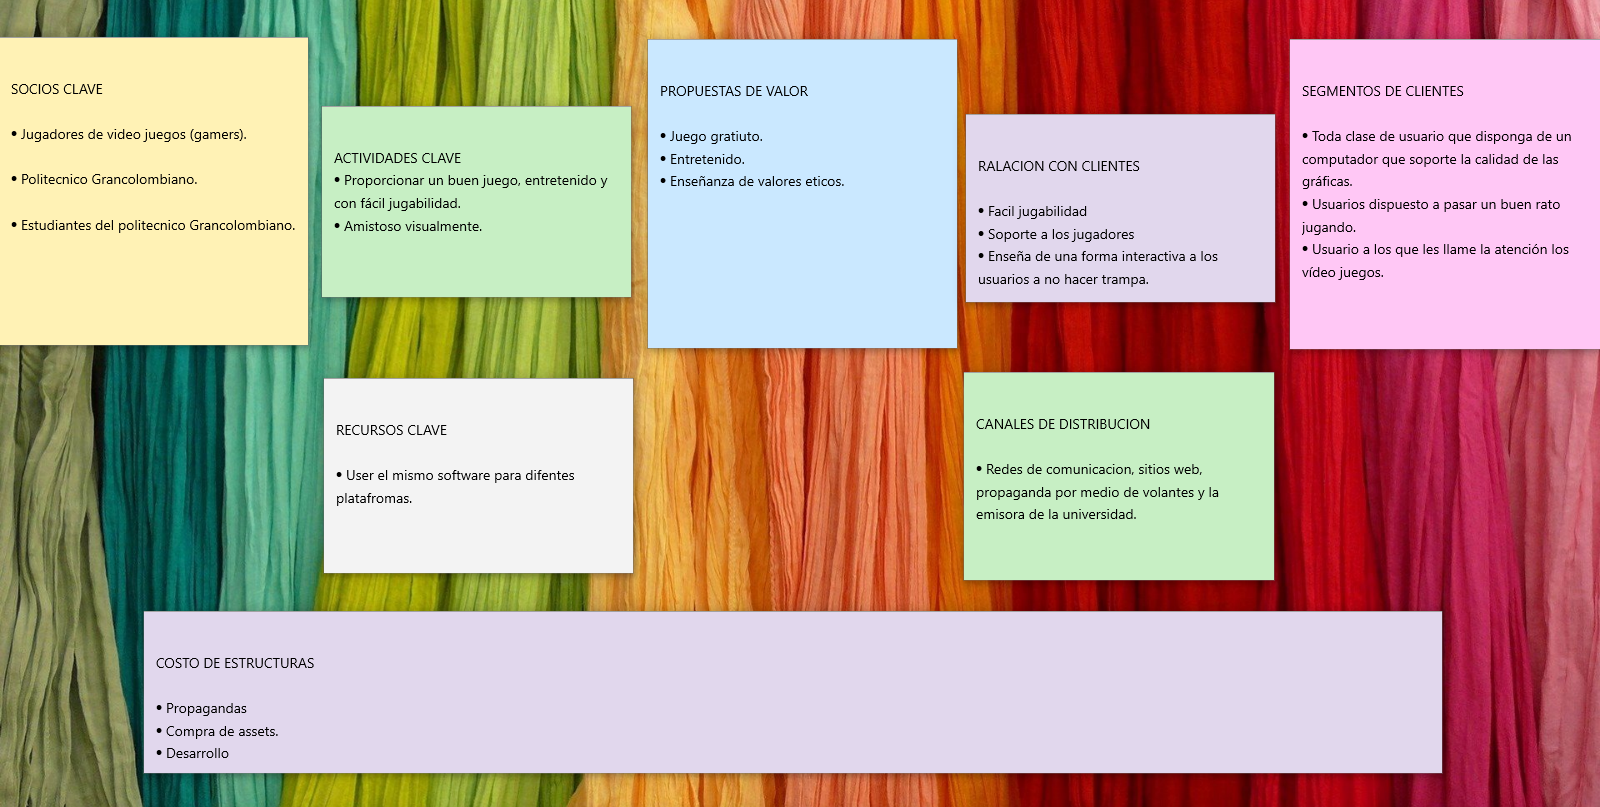 SOCIOS CLAVE
• Jugadores de video juegos (gamers).
• Politecnico Grancolombiano.
• Estudiantes del politecnico Grancolombiano.
ACTIVIDADES CLAVE
• Proporcionar un buen juego, entretenido y
con fácil jugabilidad.
• Amistoso visualmente.
PROPUESTAS DE VALOR
• Juego gratiuto.
• Entretenido.
• Enseñanza de valores eticos.
RALACION CON CLIENTES
• Facil jugabilidad
• Soporte a los jugadores
• Enseña de una forma interactiva a los
usuarios a no hacer trampa.
SEGMENTOS DE CLIENTES
• Toda clase de usuario que disponga de un
computador que soporte la calidad de las
gráficas.
• Usuarios dispuesto a pasar un buen rato
jugando.
• Usuario a los que les llame la atención los
vídeo juegos.
RECURSOS CLAVE
• User el mismo software para difentes
platafromas.
CANALES DE DISTRIBUCION
• Redes de comunicacion, sitios web,
propaganda por medio de volantes y la
emisora de la universidad.
COSTO DE ESTRUCTURAS
• Propagandas
• Compra de assets.
• Desarrollo